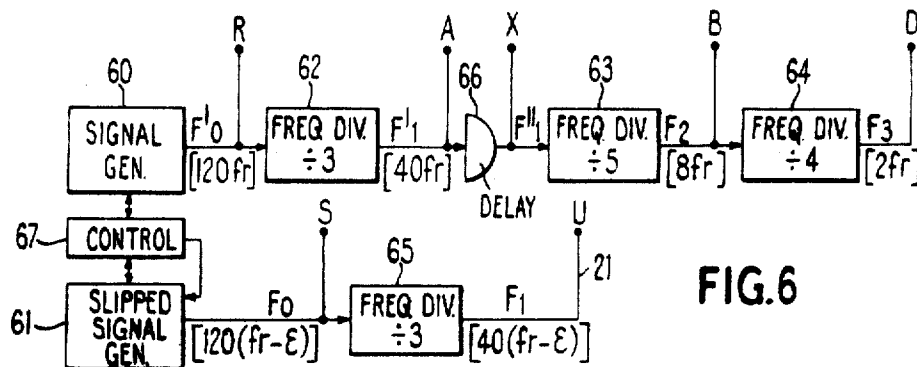 R A X B D
60 62 66 63 64
SIGNAL GEN.
F'0 [120fr]
FREQ DIV. ÷3
F'1 [40fr]
DELAY
F"1
FREQ DIV. ÷5
F2 [8fr]
FREQ DIV. ÷4
F3 [2fr]
67 CONTROL
S U
61 SLIPPED SIGNAL GEN.
F0 [120(fr-ε)]
65
FREQ DIV. ÷3
F1 [40(fr-ε)]
21
FIG.6